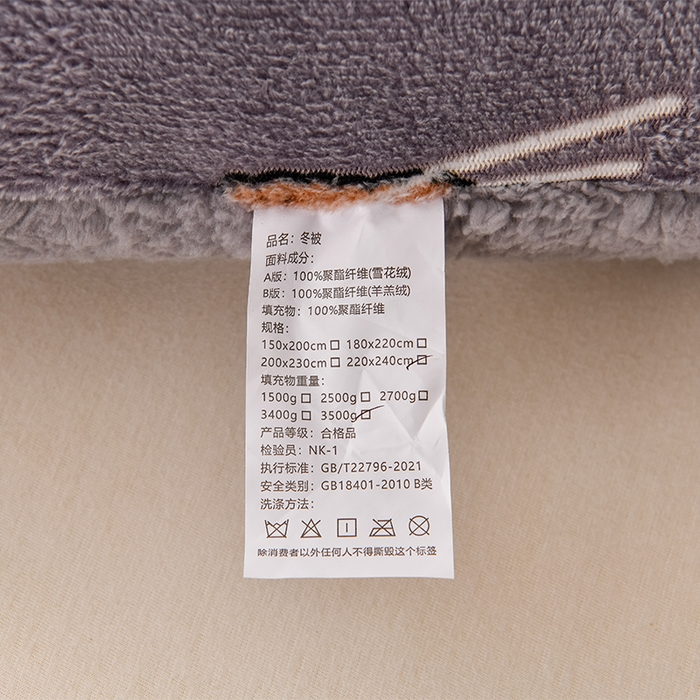 品名：冬被
面料成分：
A版：100%聚酯纤维(雪花绒)
B版：100%聚酯纤维(羊羔绒)
填充物：100%聚酯纤维
规格：
150x200cm□ 180x220cm□
200x230cm□ 220x240cm☑
填充物重量：
1500g□ 2500g□ 2700g□
3400g□ 3500g☑
产品等级：合格品
检验员：NK-1
执行标准：GB/T22796-2021
安全类别：GB18401-2010 B类
洗涤方法：
除消费者以外任何人不得撕毁这个标签